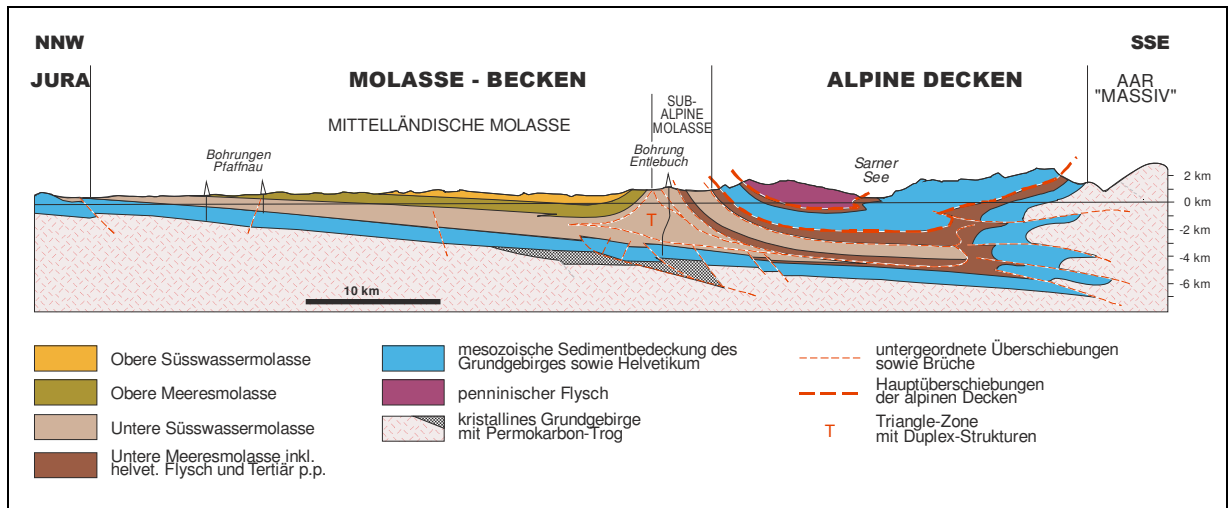 NNW
SSE
JURA
MOLASSE - BECKEN
ALPINE DECKEN
AAR
"MASSIV"
SUB-
ALPINE
MOLASSE
MITTELLÄNDISCHE MOLASSE
Bohrungen
Pfaffnau
Bohrung
Entlebuch
Sarner
See
2 km
0 km
-2 km
-4 km
-6 km
T
10 km
Obere Süsswassermolasse
Obere Meeresmolasse
Untere Süsswassermolasse
Untere Meeresmolasse inkl.
helvet. Flysch und Tertiär p.p.
mesozoische Sedimentbedeckung des
Grundgebirges sowie Helvetikum
penninischer Flysch
kristallines Grundgebirge
mit Permokarbon-Trog
untergeordnete Überschiebungen
sowie Brüche
Hauptüberschiebungen
der alpinen Decken
T
Triangle-Zone
mit Duplex-Strukturen